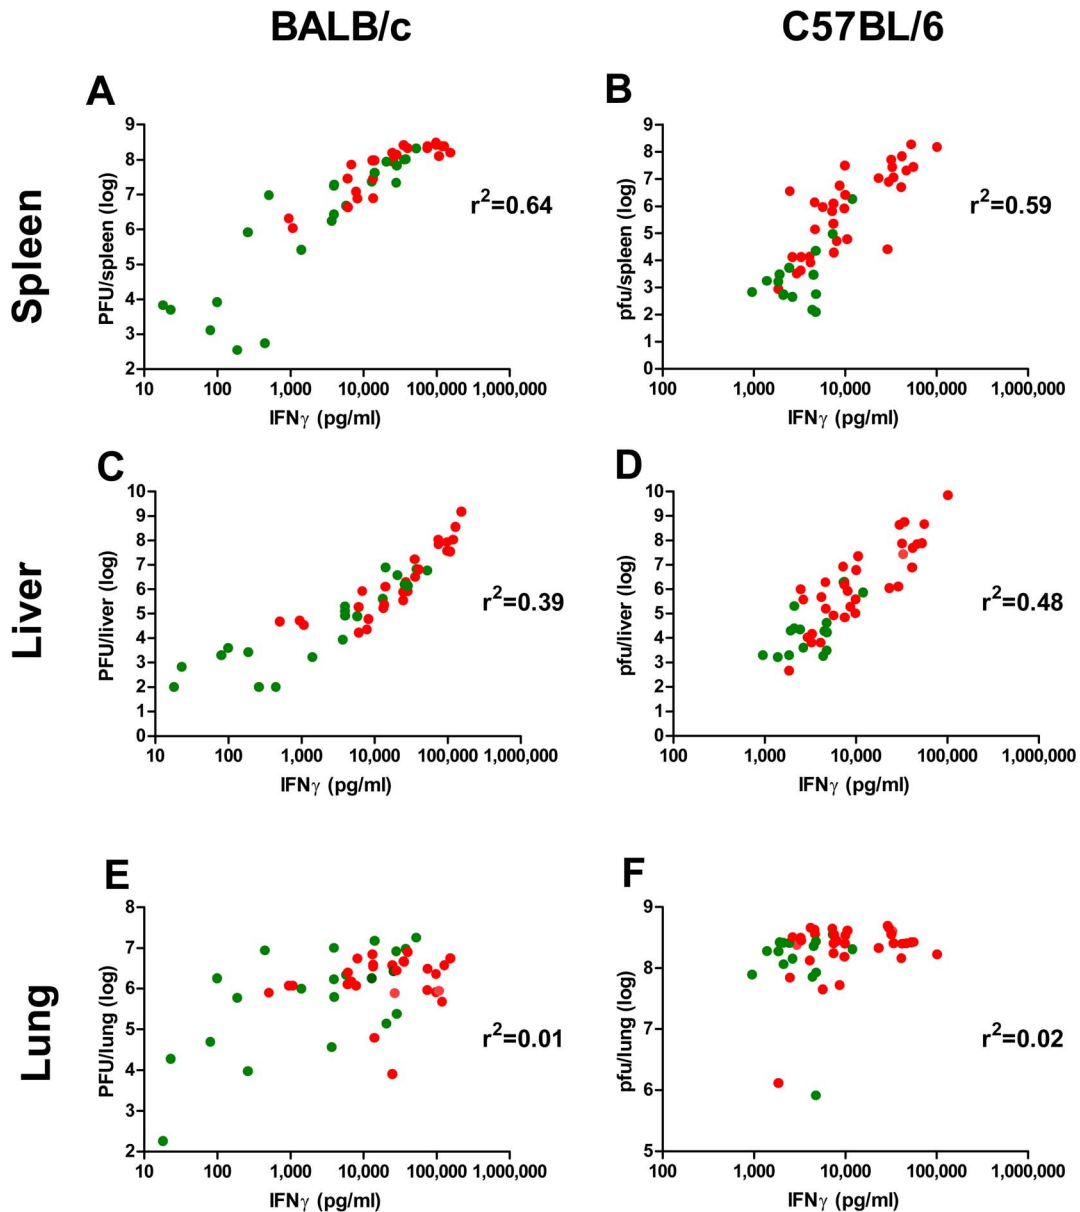 BALB/c
C57BL/6
Spleen
A
PFU/spleen (log)
9
8
7
6
5
4
3
2
10
100
1,000
10,000
100,000
1,000,000
IFNγ (pg/ml)
r²=0.64
B
pfu/spleen (log)
9
8
7
6
5
4
3
2
1
0
100
1,000
10,000
100,000
1,000,000
IFNγ (pg/ml)
r²=0.59
Liver
C
PFU/liver (log)
10
9
8
7
6
5
4
3
2
1
0
10
100
1,000
10,000
100,000
1,000,000
IFNγ (pg/ml)
r²=0.39
D
pfu/liver (log)
10
9
8
7
6
5
4
3
2
1
0
100
1,000
10,000
100,000
1,000,000
IFNγ (pg/ml)
r²=0.48
Lung
E
PFU/lung (log)
8
7
6
5
4
3
2
10
100
1,000
10,000
100,000
1,000,000
IFNγ (pg/ml)
r²=0.01
F
pfu/lung (log)
9
8
7
6
5
100
1,000
10,000
100,000
1,000,000
IFNγ (pg/ml)
r²=0.02